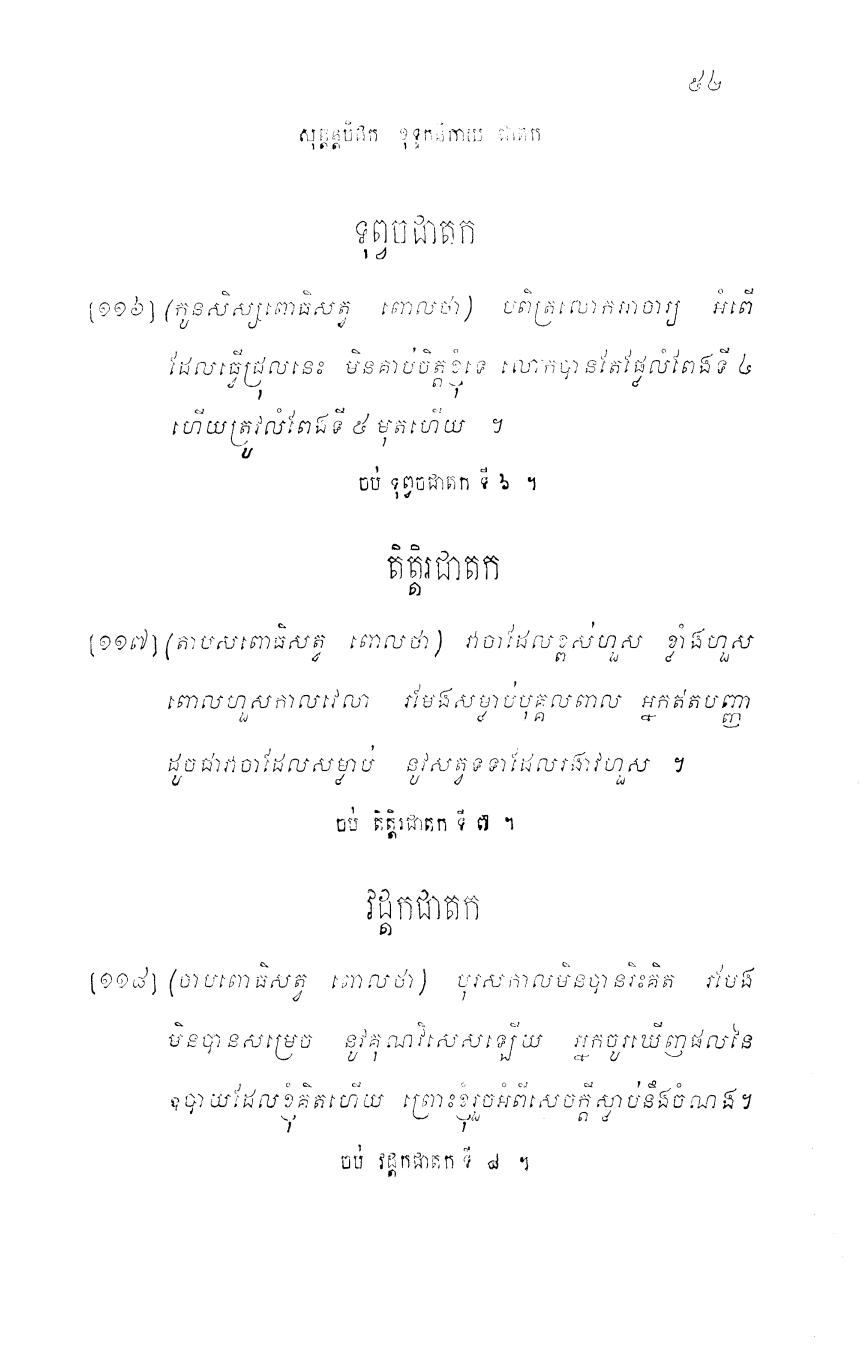 ៥៤
សុត្តន្តបិដក ខុទ្ទកនិកាយ ជាតក
ទុព្វចជាតក
[១១៦] (កូនសិស្សពោធិសត្វ ពោលថា) បពិត្រលោកអាចារ្យ អំពើ
ដែលធ្វើជ្រុលនេះ មិនគាប់ចិត្តខ្ញុំទេ លោកបានតែផ្លូវលំពែងទី ៤
ហើយត្រូវលំពែងទី ៥ មុតហើយ ។
ចប់ ទុព្វចជាតក ទី ៦ ។
តិត្តិរជាតក
[១១៧] (តាបសពោធិសត្វ ពោលថា) វាចាដែលខ្ពស់ហួស ខ្លាំងហួស
ពោលហួសកាលវេលា រមែងសម្លាប់បុគ្គលពាល អ្នកឥតបញ្ញា
ដូចជាវាចាដែលសម្លាប់ នូវសត្វទទាដែលរងាវហួស ។
ចប់ តិត្តិរជាតក ទី ៧ ។
វដ្ដកជាតក
[១១៨] (ចាបពោធិសត្វ ពោលថា) បុរសកាលមិនបានរិះគិត រមែង
មិនបានសម្រេច នូវគុណវិសេសឡើយ អ្នកចូរឃើញផលនៃ
ឧបាយដែលខ្ញុំគិតហើយ ព្រោះខ្ញុំរួចអំពីសេចក្ដីស្លាប់និងចំណង។
ចប់ វដ្ដកជាតក ទី ៨ ។